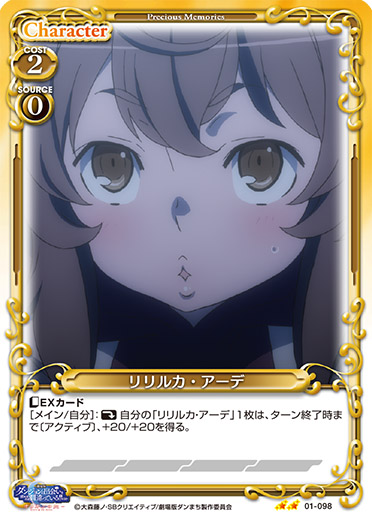 Precious Memories
Character
COST
2
SOURCE
0
リリルカ・アーデ
EXカード
[メイン/自分]: 自分の「リリルカ・アーデ」1枚は、ターン終了時ま
で〔アクティブ〕、+20/+20を得る。
©大森藤ノ・SBクリエイティブ/劇場版ダンまち製作委員会
01-098